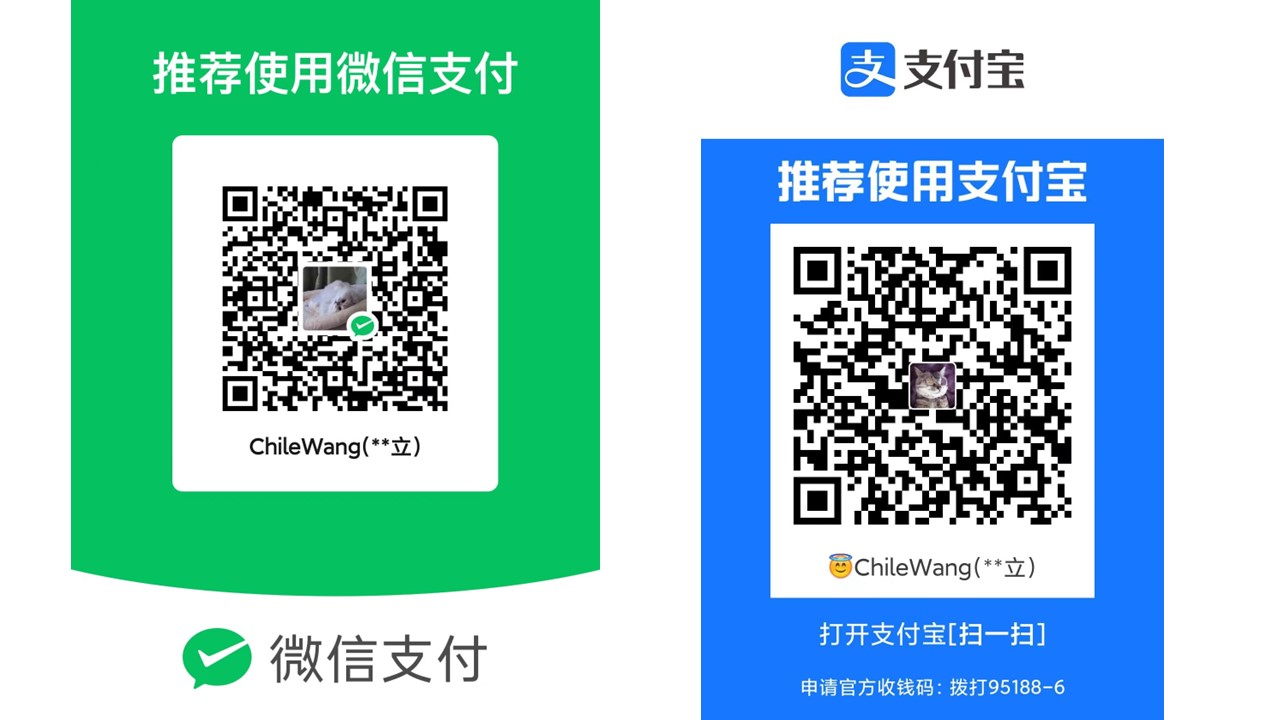 推荐使用微信支付
ChileWang(**立)
微信支付
支付宝
推荐使用支付宝
😇ChileWang(**立)
打开支付宝[扫一扫]
申请官方收钱码：拨打95188-6